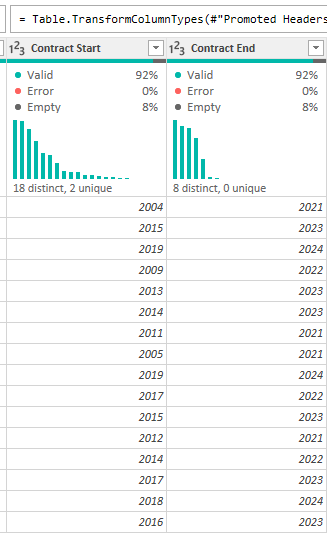 = Table.TransformColumnTypes(#"Promoted Headers
1²3 Contract Start 1²3 Contract End
Valid 92% Valid 92%
Error 0% Error 0%
Empty 8% Empty 8%
18 distinct, 2 unique 8 distinct, 0 unique
2004 2021
2015 2023
2019 2024
2009 2022
2013 2023
2014 2023
2011 2021
2005 2021
2019 2024
2017 2022
2015 2023
2012 2021
2014 2022
2017 2023
2018 2024
2016 2023